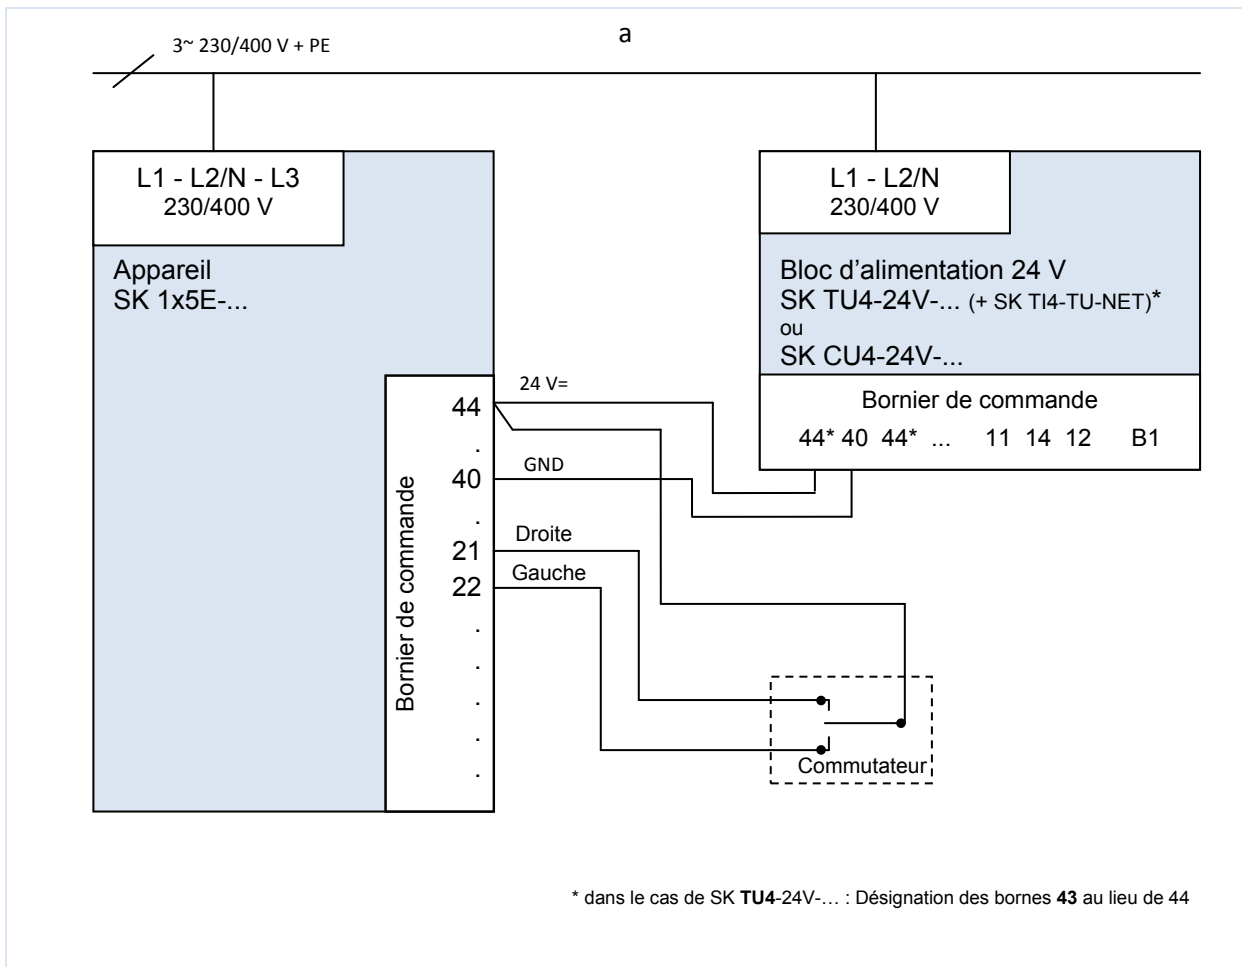 a
3~ 230/400 V + PE
L1 - L2/N - L3
230/400 V
Appareil
SK 1x5E-...
L1 - L2/N
230/400 V
Bloc d'alimentation 24 V
SK TU4-24V-... (+ SK TI4-TU-NET)*
ou
SK CU4-24V-...
Bornier de commande
44* 40 44* ... 11 14 12 B1
Bornier de commande
44
.
40
.
21
22
.
.
.
.
.
24 V=
GND
Droite
Gauche
Commutateur
* dans le cas de SK TU4-24V-... : Désignation des bornes 43 au lieu de 44